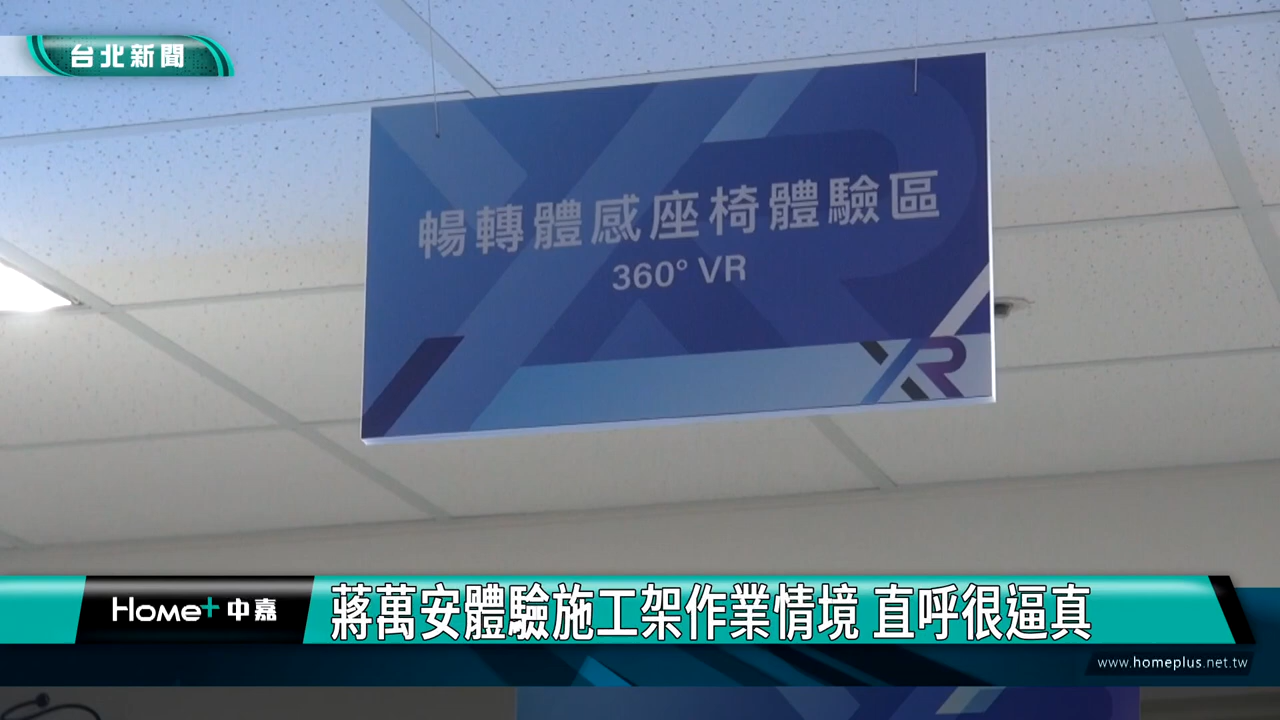 台北新聞
暢轉體感座椅體驗區
360° VR
XR
Home+ 中嘉
蔣萬安體驗施工架作業情境 直呼很逼真
www.homeplus.net.tw